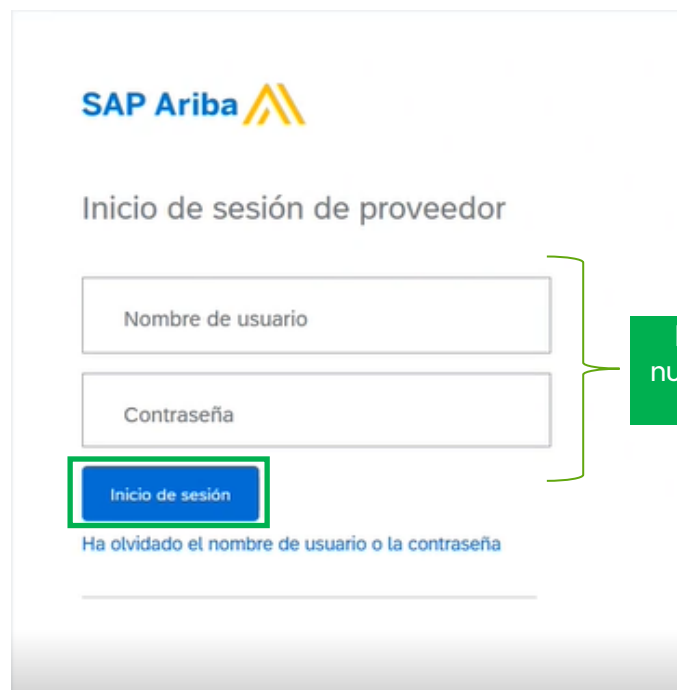 SAP Ariba
Inicio de sesión de proveedor
Nombre de usuario
Contraseña
Inicio de sesión
Ha olvidado el nombre de usuario o la contraseña